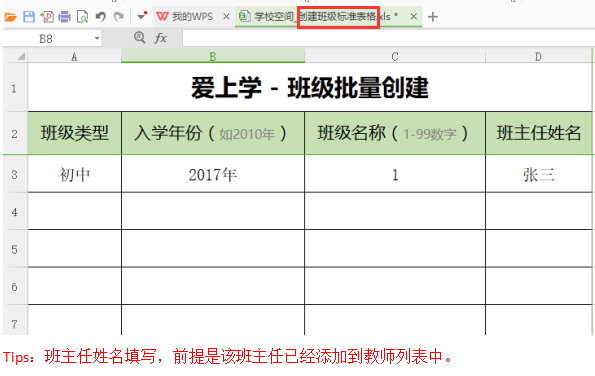 我的WPS × 学校空间_创建班级标准表格.xls * × +
B8 fx
A B C D
1 爱上学 - 班级批量创建
2 班级类型 入学年份（如2010年） 班级名称（1-99数字） 班主任姓名
3 初中 2017年 1 张三
4
5
6
7
Tips：班主任姓名填写，前提是该班主任已经添加到教师列表中。